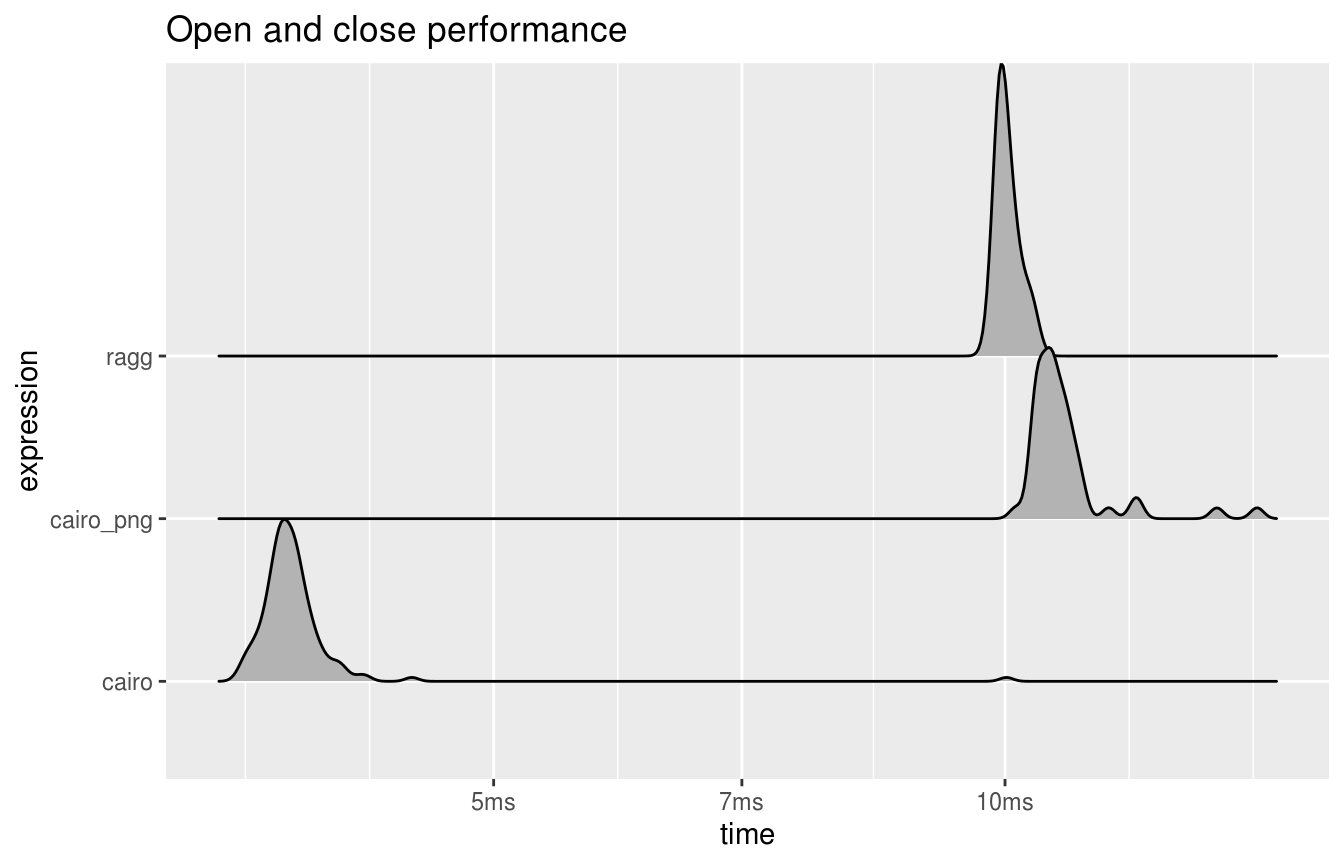 Open and close performance
expression
ragg
cairo_png
cairo
5ms 7ms 10ms
time